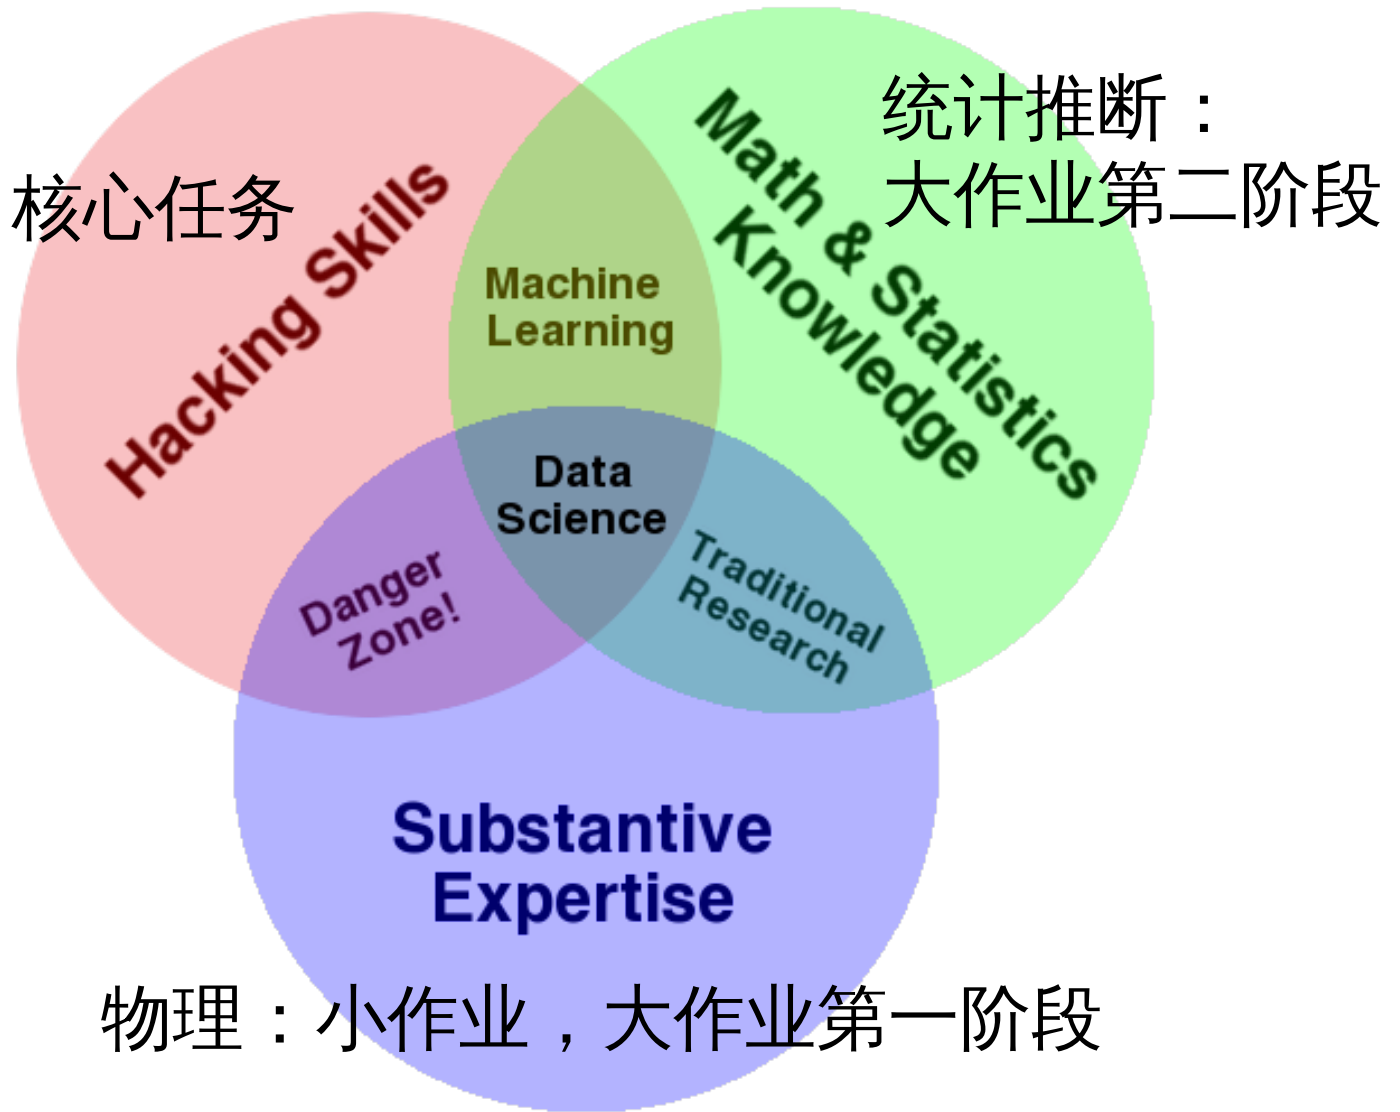 核心任务
Hacking Skills
统计推断：
大作业第二阶段
Math & Statistics
Knowledge
Machine
Learning
Data
Science
Danger
Zone!
Traditional
Research
Substantive
Expertise
物理：小作业，大作业第一阶段